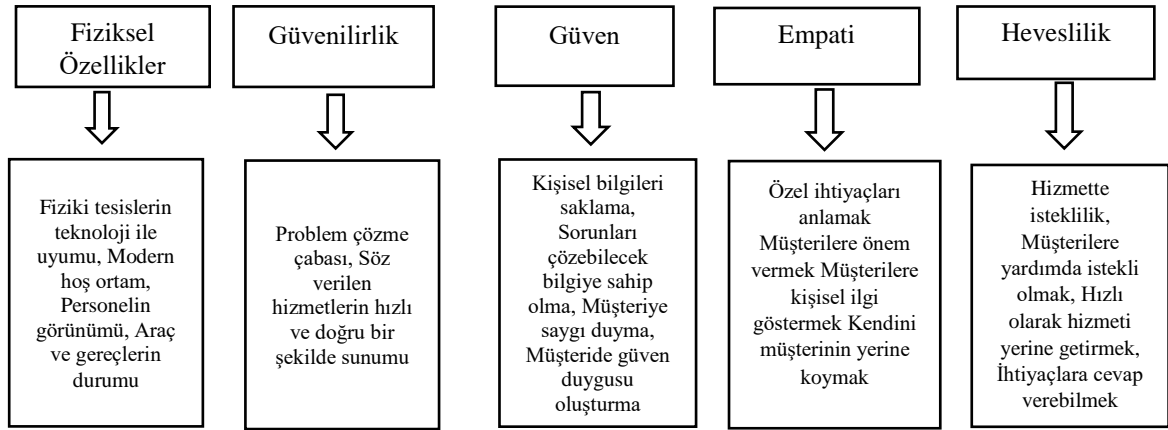 Fiziksel
Özellikler
Güvenilirlik
Güven
Empati
Heveslilik
Fiziki tesislerin
teknoloji ile
uyumu, Modern
hoş ortam,
Personelin
görünümü, Araç
ve gereçlerin
durumu
Problem çözme
çabası, Söz
verilen
hizmetlerin hızlı
ve doğru bir
şekilde sunumu
Kişisel bilgileri
saklama,
Sorunları
çözebilecek
bilgiye sahip
olma, Müşteriye
saygı duyma,
Müşteride güven
duygusu
oluşturma
Özel ihtiyaçları
anlamak
Müşterilere önem
vermek Müşterilere
kişisel ilgi
göstermek Kendini
müşterinin yerine
koymak
Hizmette
isteklilik,
Müşterilere
yardımda istekli
olmak, Hızlı
olarak hizmeti
yerine getirmek,
İhtiyaçlara cevap
verebilmek